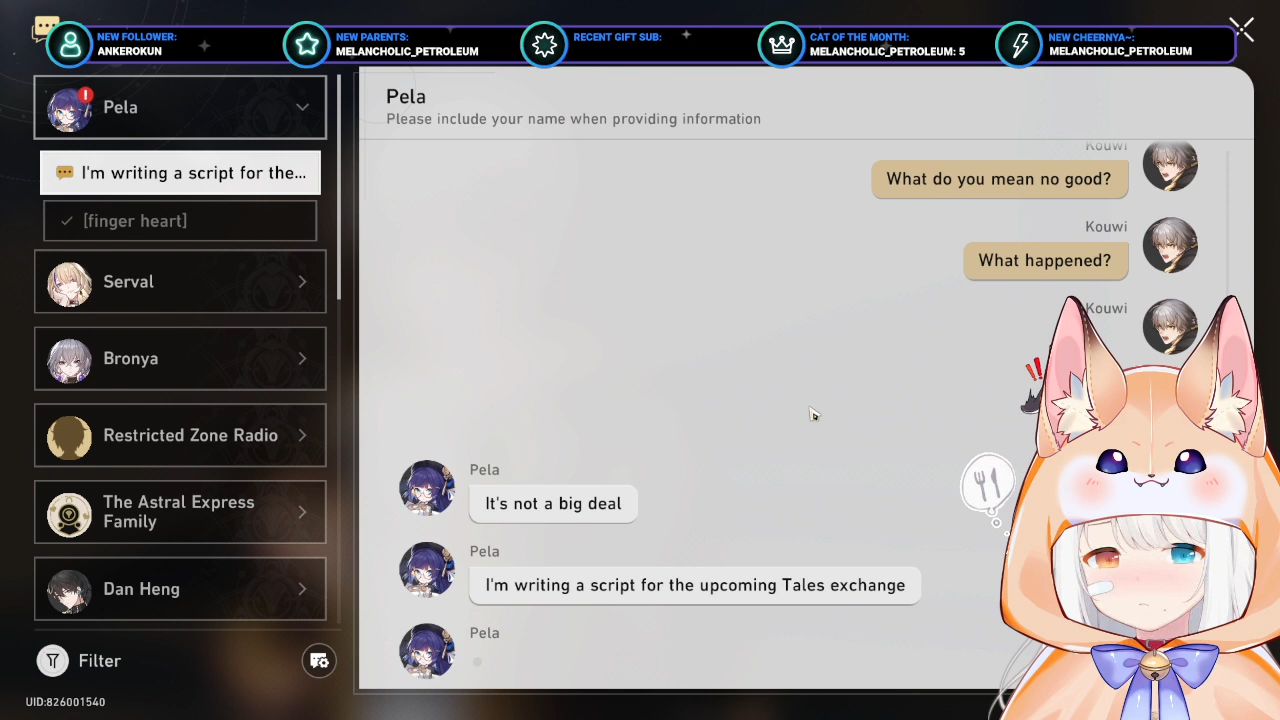 NEW FOLLOWER:
ANKEROKUN
NEW PARENTS:
MELANCHOLIC_PETROLEUM
RECENT GIFT SUB:
CAT OF THE MONTH:
MELANCHOLIC_PETROLEUM: 5
NEW CHEERNYA~:
MELANCHOLIC_PETROLEUM
Pela
I'm writing a script for the...
[finger heart]
Serval
Bronya
Restricted Zone Radio
The Astral Express
Family
Dan Heng
Filter
UID:826001540
Pela
Please include your name when providing information
Kouwi
What do you mean no good?
Kouwi
What happened?
Kouwi
Pela
It's not a big deal
Pela
I'm writing a script for the upcoming Tales exchange
Pela
!!